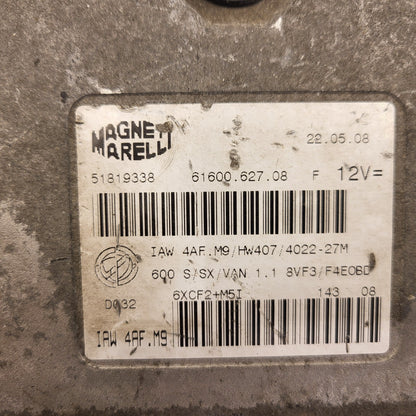 MAGNETI
MARELLI
22.05.08
51819338 61600.627.08 F 12V=
IAW 4AF.M9/HW407/4022-27M
600 S/SX/VAN 1.1 8VF3/F4EOBD
D032 6XCF2+M5I 143 08
IAW 4AF.M9